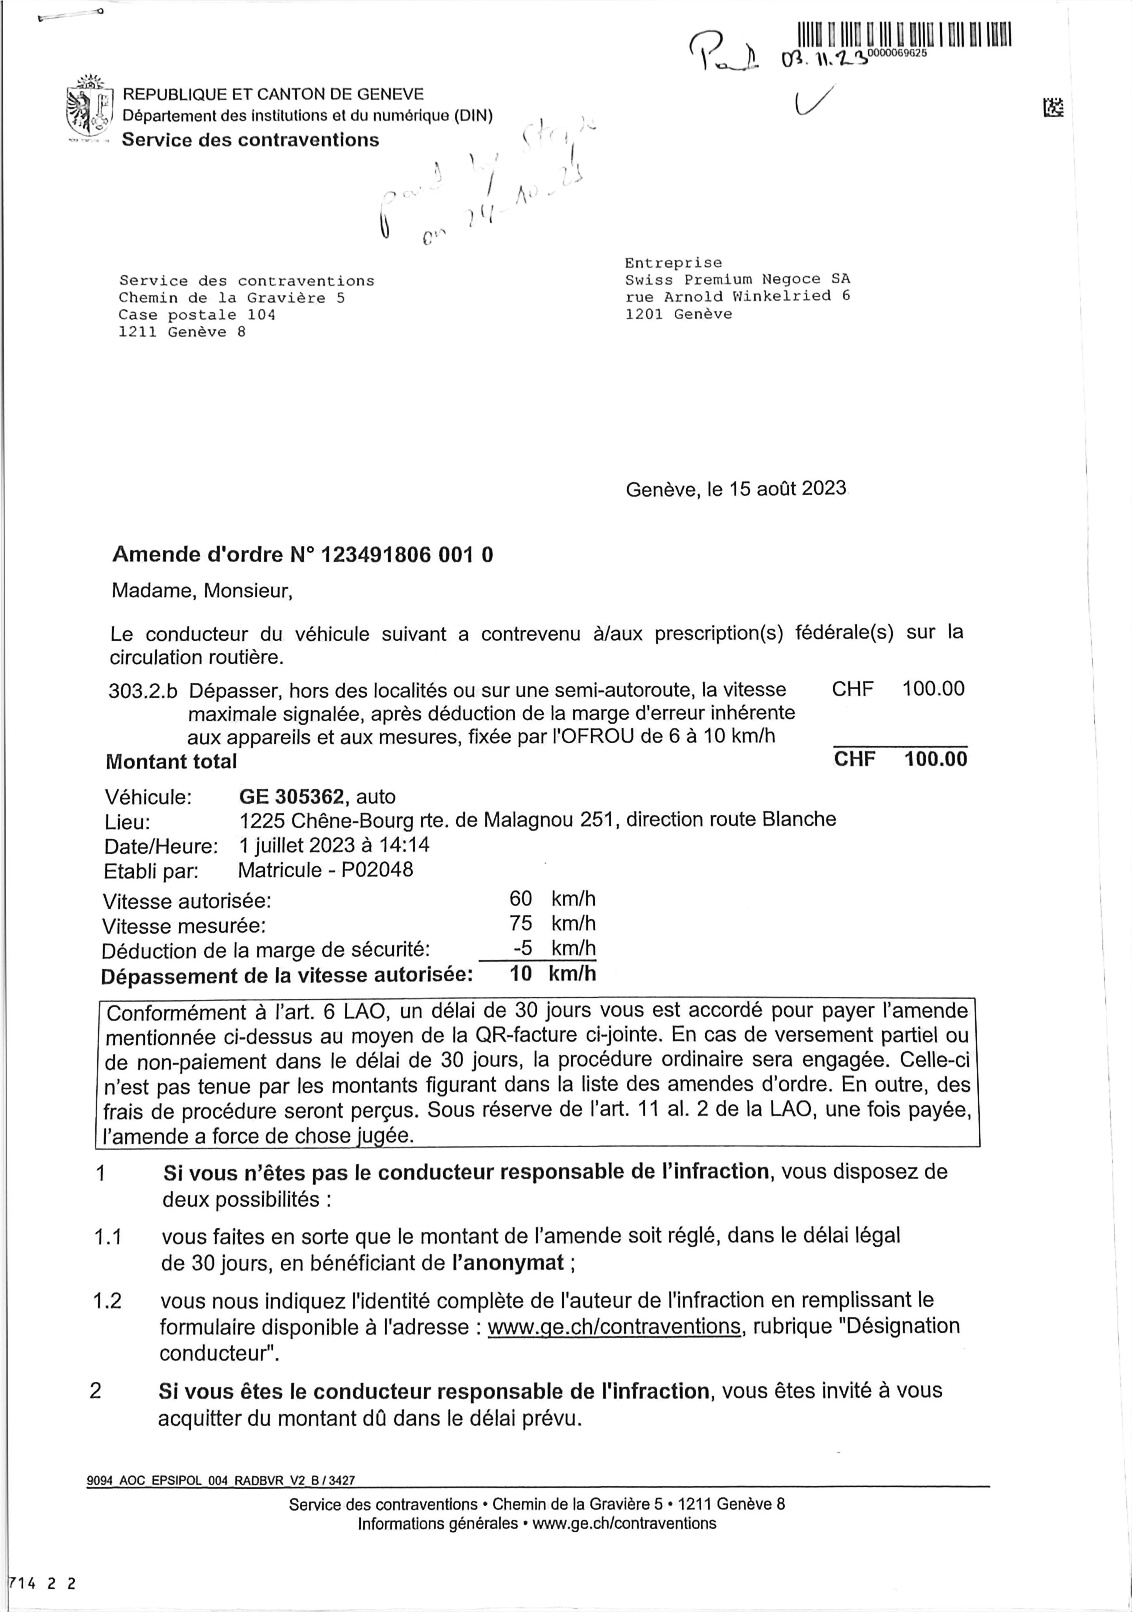 Paid 03.11.23
0000069625
REPUBLIQUE ET CANTON DE GENEVE
Département des institutions et du numérique (DIN)
Service des contraventions
paid by
on 24-10-23
Service des contraventions
Chemin de la Gravière 5
Case postale 104
1211 Genève 8
Entreprise
Swiss Premium Negoce SA
rue Arnold Winkelried 6
1201 Genève
Genève, le 15 août 2023
Amende d'ordre N° 123491806 001 0
Madame, Monsieur,
Le conducteur du véhicule suivant a contrevenu à/aux prescription(s) fédérale(s) sur la
circulation routière.
303.2.b Dépasser, hors des localités ou sur une semi-autoroute, la vitesse CHF 100.00
maximale signalée, après déduction de la marge d'erreur inhérente
aux appareils et aux mesures, fixée par l'OFROU de 6 à 10 km/h
Montant total CHF 100.00
Véhicule: GE 305362, auto
Lieu: 1225 Chêne-Bourg rte. de Malagnou 251, direction route Blanche
Date/Heure: 1 juillet 2023 à 14:14
Etabli par: Matricule - P02048
Vitesse autorisée: 60 km/h
Vitesse mesurée: 75 km/h
Déduction de la marge de sécurité: -5 km/h
Dépassement de la vitesse autorisée: 10 km/h
Conformément à l'art. 6 LAO, un délai de 30 jours vous est accordé pour payer l'amende
mentionnée ci-dessus au moyen de la QR-facture ci-jointe. En cas de versement partiel ou
de non-paiement dans le délai de 30 jours, la procédure ordinaire sera engagée. Celle-ci
n'est pas tenue par les montants figurant dans la liste des amendes d'ordre. En outre, des
frais de procédure seront perçus. Sous réserve de l'art. 11 al. 2 de la LAO, une fois payée,
l'amende a force de chose jugée.
1 Si vous n'êtes pas le conducteur responsable de l'infraction, vous disposez de
deux possibilités :
1.1 vous faites en sorte que le montant de l'amende soit réglé, dans le délai légal
de 30 jours, en bénéficiant de l'anonymat ;
1.2 vous nous indiquez l'identité complète de l'auteur de l'infraction en remplissant le
formulaire disponible à l'adresse : www.ge.ch/contraventions, rubrique "Désignation
conducteur".
2 Si vous êtes le conducteur responsable de l'infraction, vous êtes invité à vous
acquitter du montant dû dans le délai prévu.
9094_AOC_EPSIPOL_004_RADBVR_V2_B / 3427
Service des contraventions • Chemin de la Gravière 5 • 1211 Genève 8
Informations générales • www.ge.ch/contraventions
714 2 2